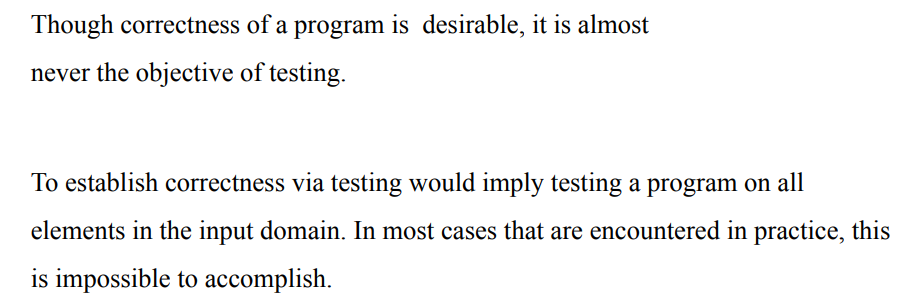 Though correctness of a program is  desirable, it is almost
never the objective of testing.
To establish correctness via testing would imply testing a program on all
elements in the input domain. In most cases that are encountered in practice, this
is impossible to accomplish.